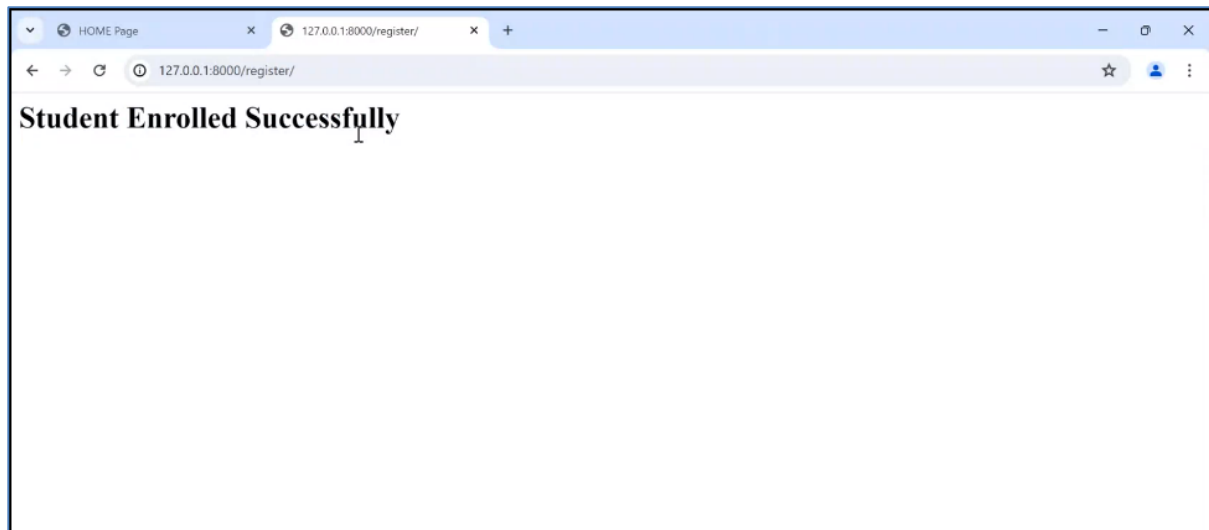 HOME Page
127.0.0.1:8000/register/
127.0.0.1:8000/register/
Student Enrolled Successfully